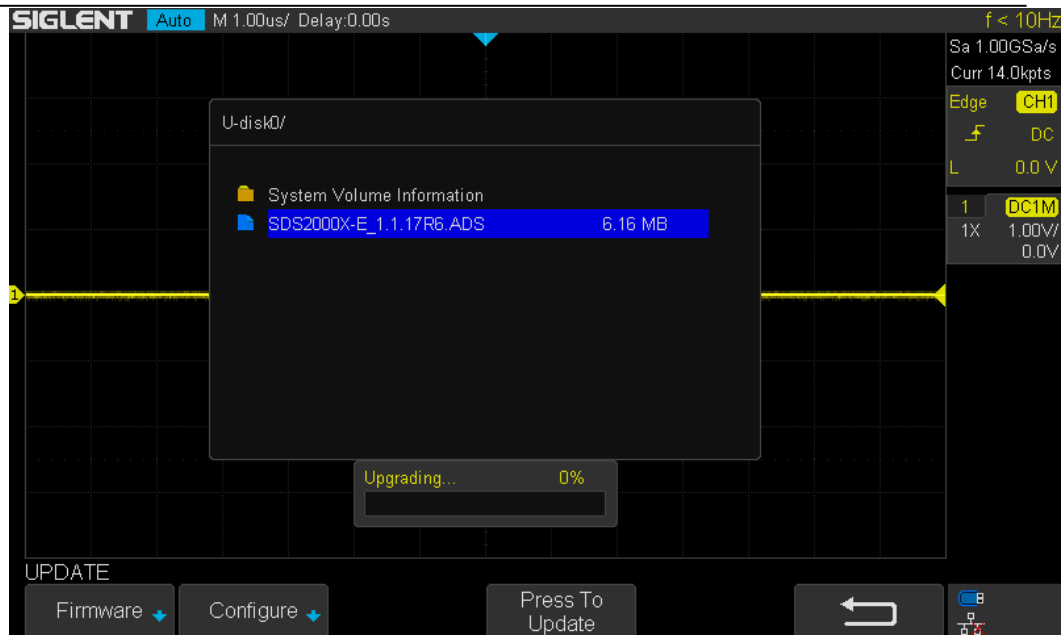 SIGLENT Auto M 1.00us/ Delay:0.00s f < 10Hz
Sa 1.00GSa/s
Curr 14.0kpts
Edge CH1
DC
L 0.0 V
1 DC1M
1X 1.00V/
0.0V
U-disk0/
System Volume Information
SDS2000X-E_1.1.17R6.ADS 6.16 MB
1
Upgrading... 0%
UPDATE
Firmware
Configure
Press To
Update
B